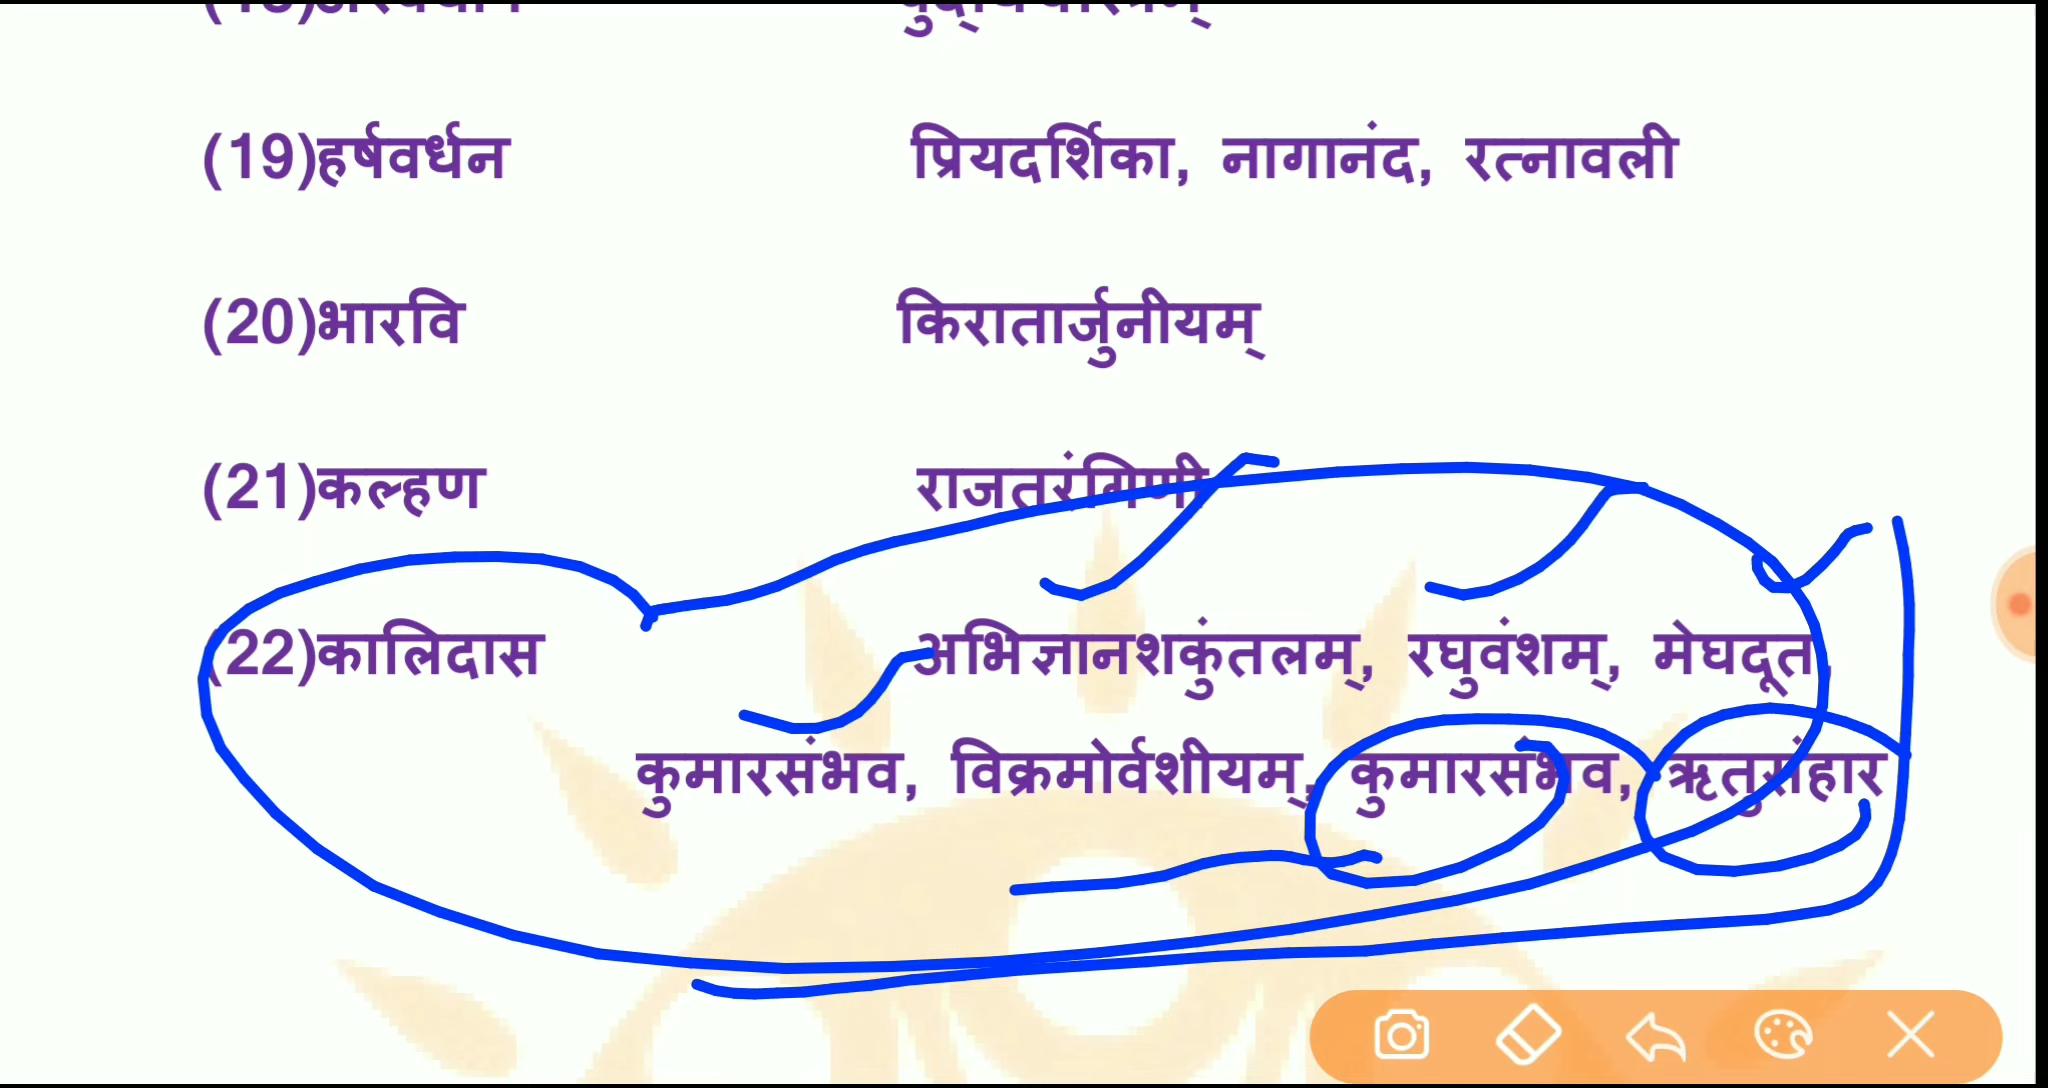 (19)हर्षवर्धन प्रियदर्शिका, नागानंद, रत्नावली
(20)भारवि किरातार्जुनीयम्
(21)कल्हण राजतरंगिणी
(22)कालिदास अभिज्ञानशकुंतलम्, रघुवंशम्, मेघदूत,
कुमारसंभव, विक्रमोर्वशीयम्, कुमारसंभव, ऋतुसंहार